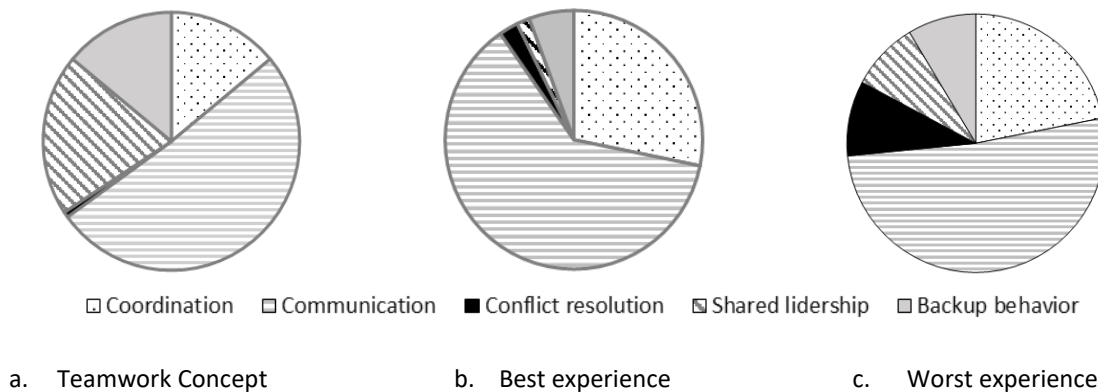 Coordination Communication Conflict resolution Shared lidership Backup behavior
a. Teamwork Concept b. Best experience c. Worst experience